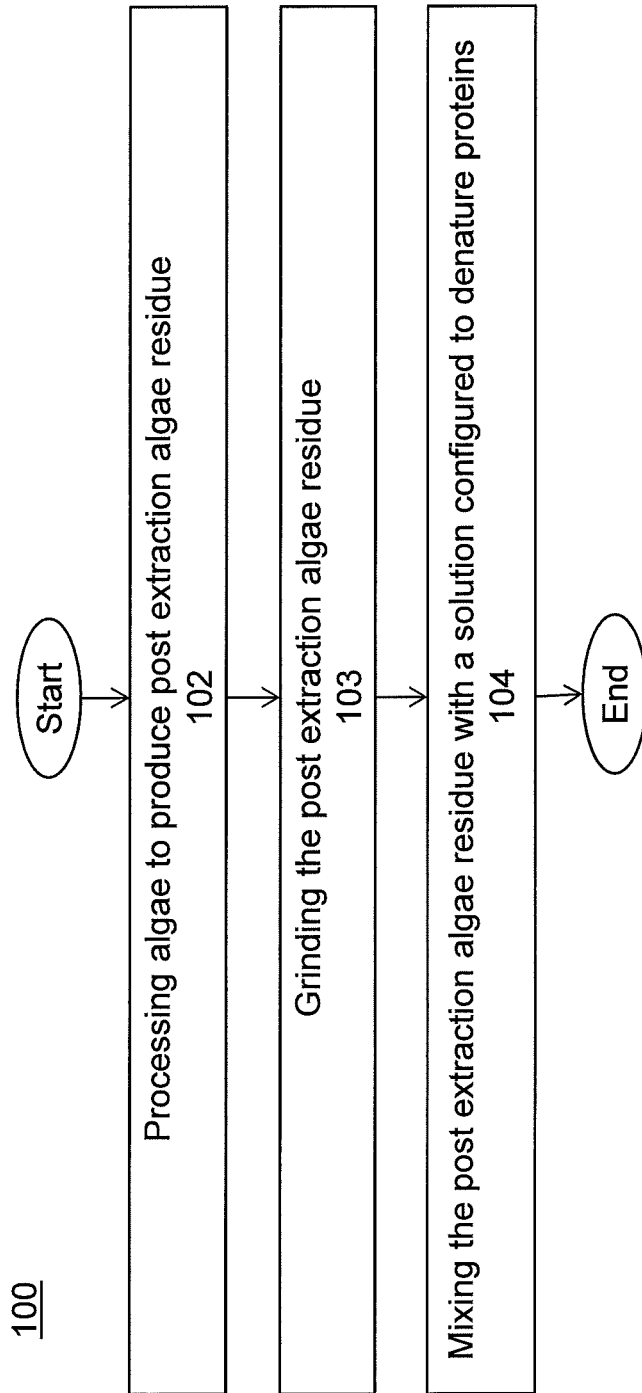 100
Start
Processing algae to produce post extraction algae residue
102
Grinding the post extraction algae residue
103
Mixing the post extraction algae residue with a solution configured to denature proteins
104
End